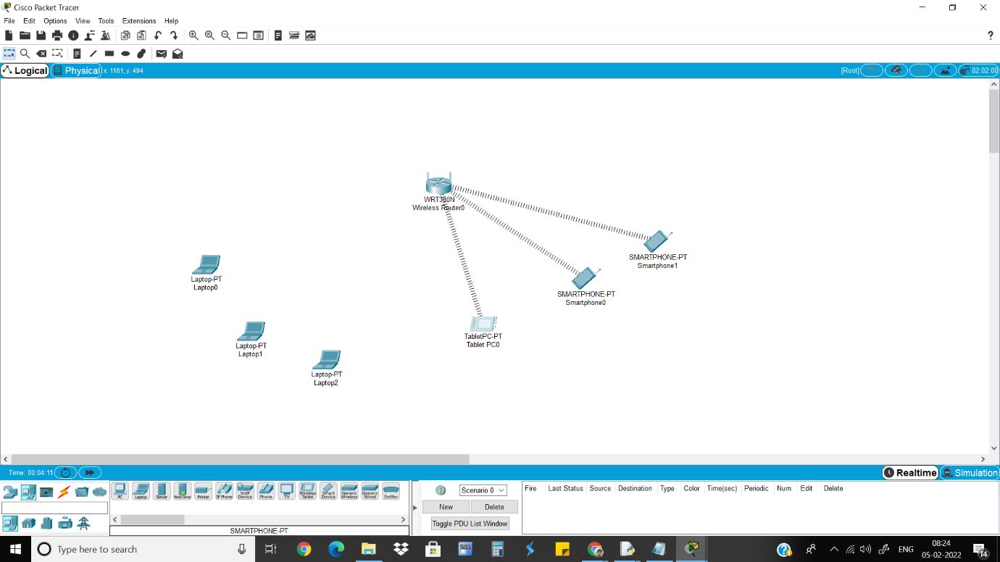 Cisco Packet Tracer
File Edit Options View Tools Extensions Help
?
Logical Physical x: 1181, y: 494 [Root] 02:02:00
WRT300N
Wireless Router0
SMARTPHONE-PT
Smartphone1
Laptop-PT
Laptop0
SMARTPHONE-PT
Smartphone0
TabletPC-PT
Tablet PC0
Laptop-PT
Laptop1
Laptop-PT
Laptop2
Time: 00:04:11 Realtime Simulation
PC Laptop Server Printer IP Phone VoIP Device Phone TV Wireless Tablet Smart Device Generic Wireless Generic Wired Sniffer
SMARTPHONE-PT
Scenario 0
New Delete
Toggle PDU List Window
Fire Last Status Source Destination Type Color Time(sec) Periodic Num Edit Delete
Type here to search
sas
ENG
08:24
05-02-2022
14